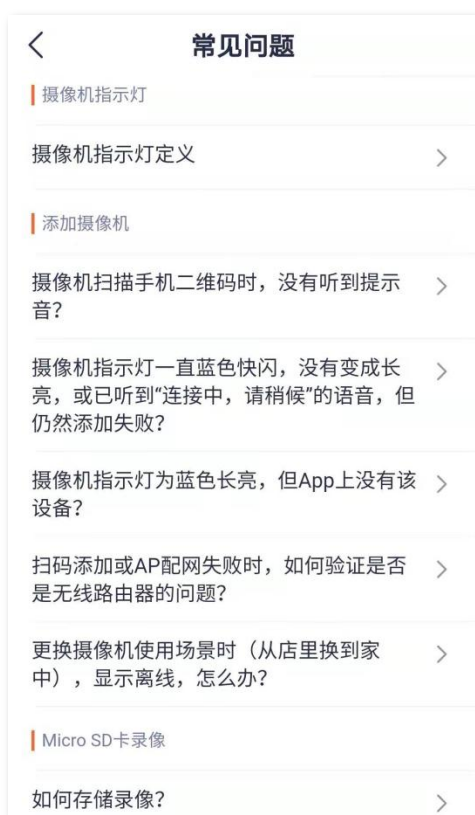 常见问题
摄像机指示灯
摄像机指示灯定义
添加摄像机
摄像机扫描手机二维码时，没有听到提示
音？
摄像机指示灯一直蓝色快闪，没有变成长
亮，或已听到“连接中，请稍候”的语音，但
仍然添加失败？
摄像机指示灯为蓝色长亮，但App上没有该
设备？
扫码添加或AP配网失败时，如何验证是否
是无线路由器的问题？
更换摄像机使用场景时（从店里换到家
中），显示离线，怎么办？
Micro SD卡录像
如何存储录像？